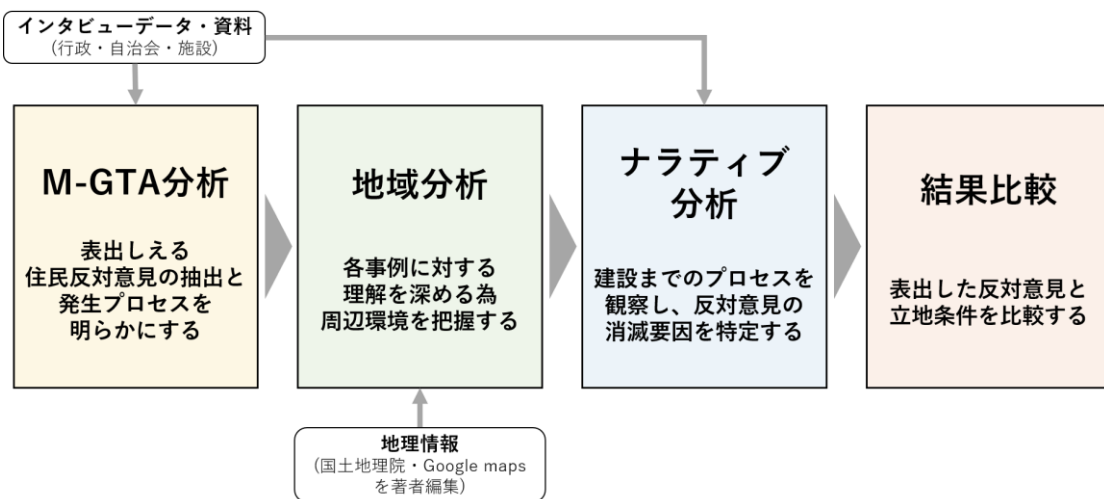 インタビューデータ・資料
（行政・自治会・施設）
M-GTA分析
表出しえる
住民反対意見の抽出と
発生プロセスを
明らかにする
地域分析
各事例に対する
理解を深める為
周辺環境を把握する
ナラティブ
分析
建設までのプロセスを
観察し、反対意見の
消滅要因を特定する
結果比較
表出した反対意見と
立地条件を比較する
地理情報
（国土地理院・Google maps
を著者編集）